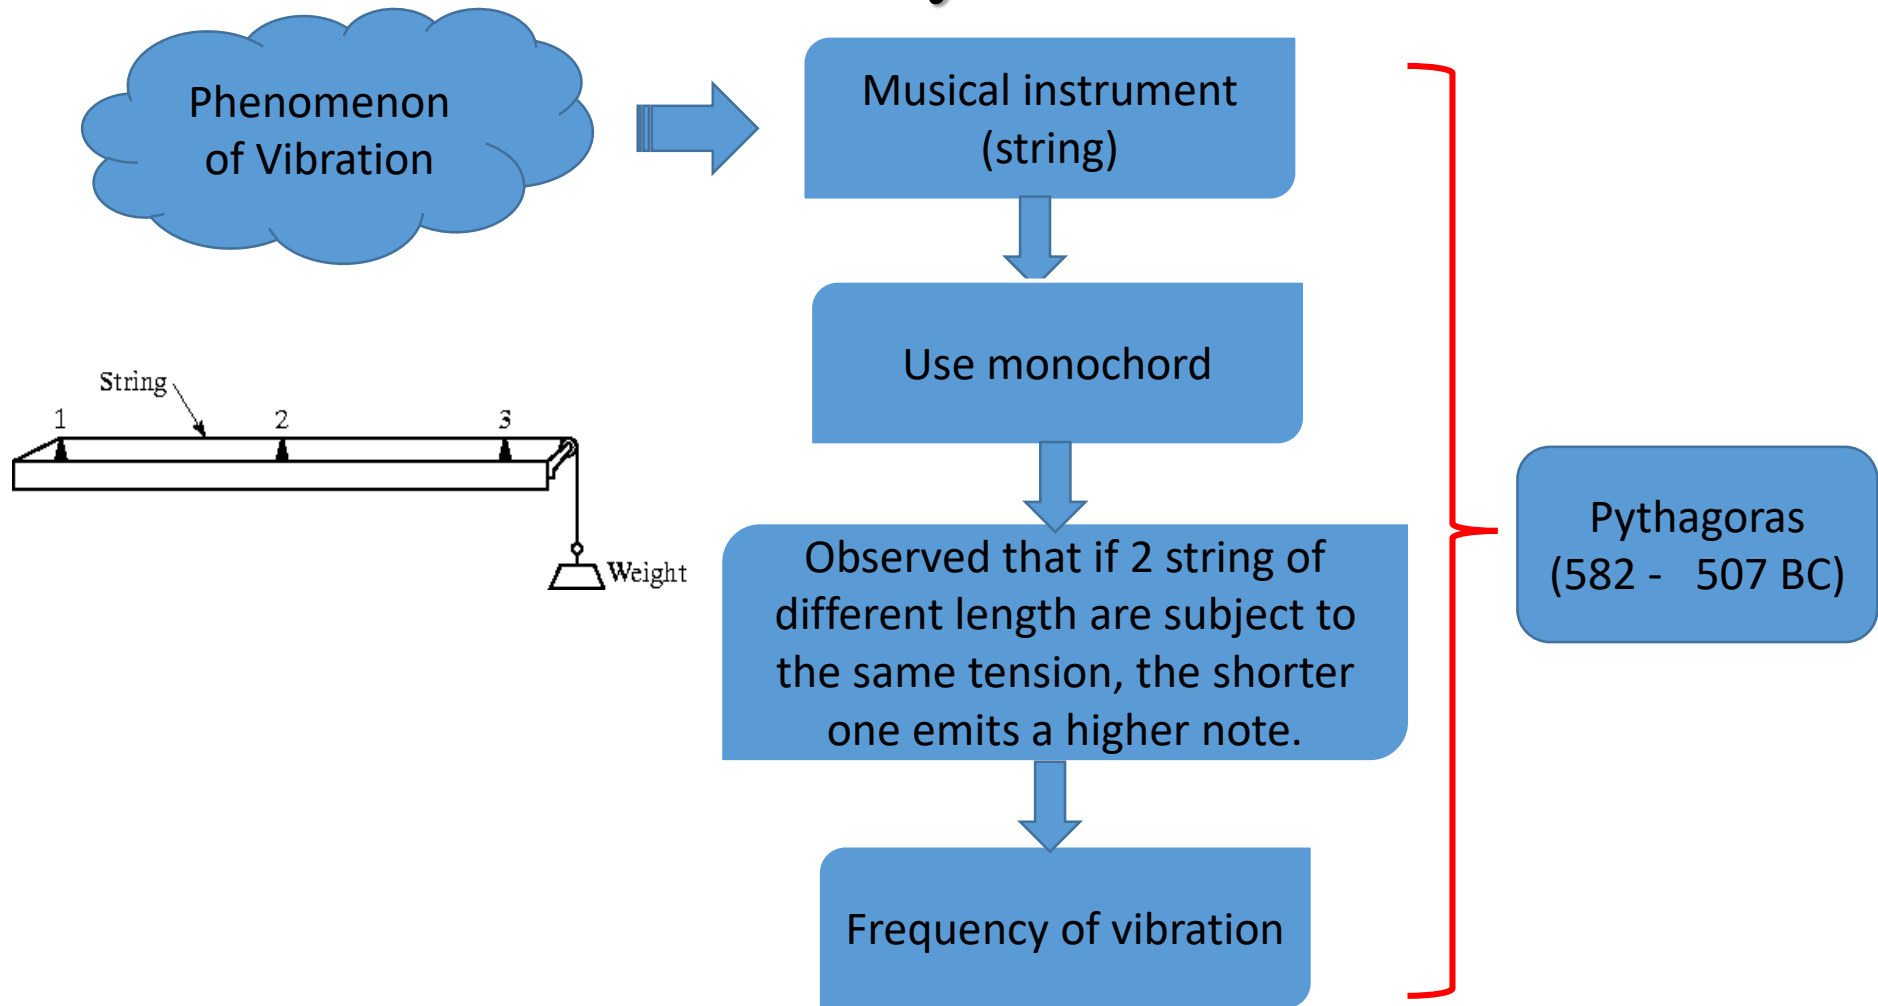 Phenomenon
of Vibration
Musical instrument
(string)
Use monochord
String
1 2 3
Weight
Observed that if 2 string of
different length are subject to
the same tension, the shorter
one emits a higher note.
Frequency of vibration
Pythagoras
(582 - 507 BC)